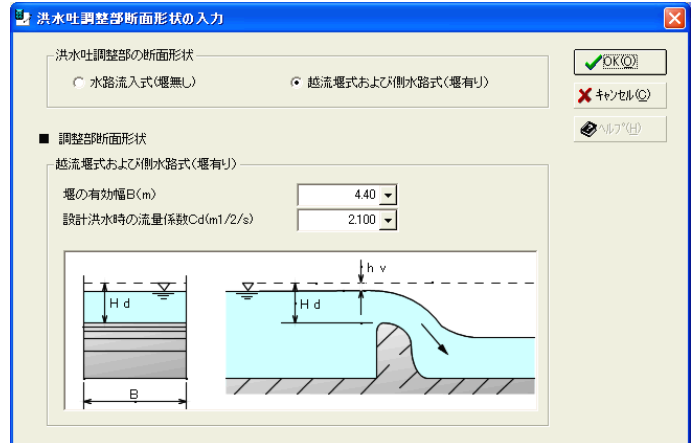 洪水吐調整部断面形状の入力
洪水吐調整部の断面形状
水路流入式(堰無し)
越流堰式および側水路式(堰有り)
OK(O)
キャンセル(C)
ヘルプ(H)
■ 調整部断面形状
越流堰式および側水路式(堰有り)
堰の有効幅B(m)
4.40
設計洪水時の流量係数Cd(m1/2/s)
2.100
h v
H d
H d
B